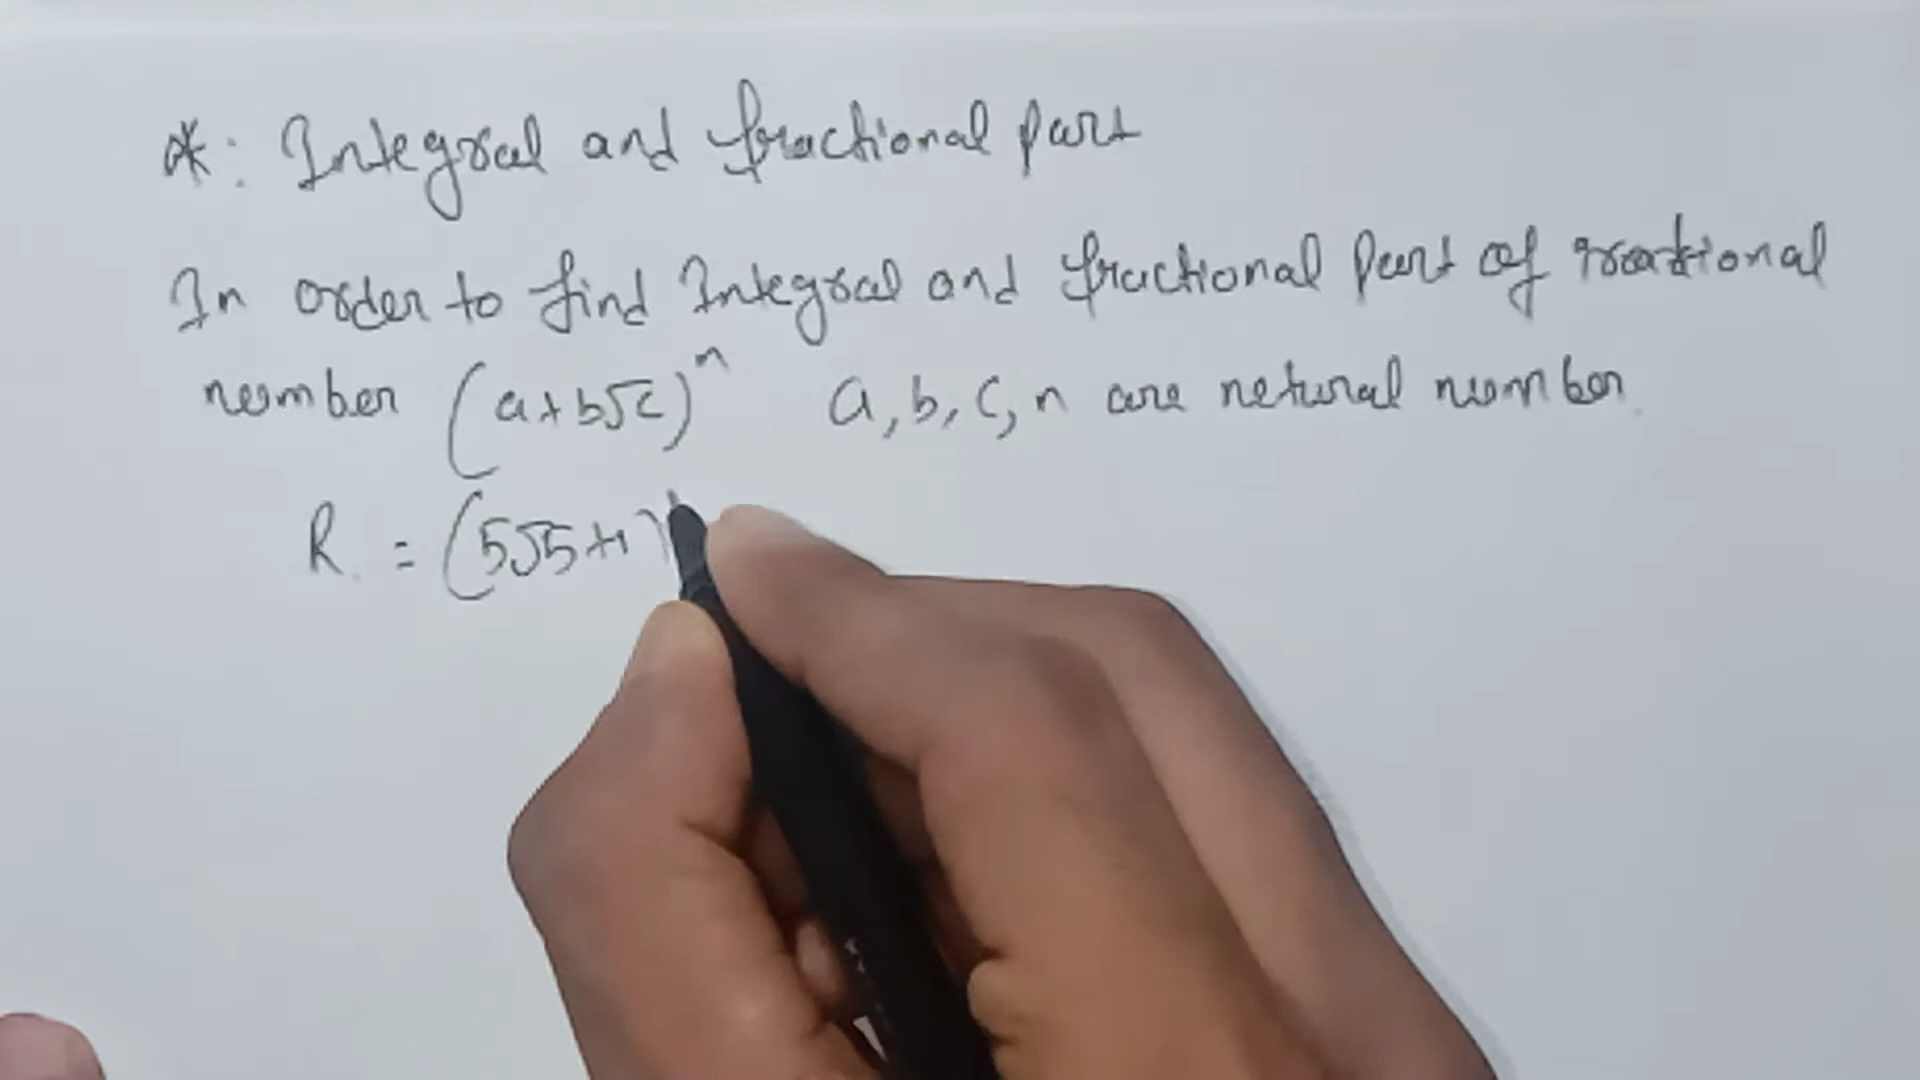 *: Integral and fractional part
In order to find Integral and fractional part of irrational
number (a+b√c)^n a, b, c, n are netural number.
R = (5√5+1)